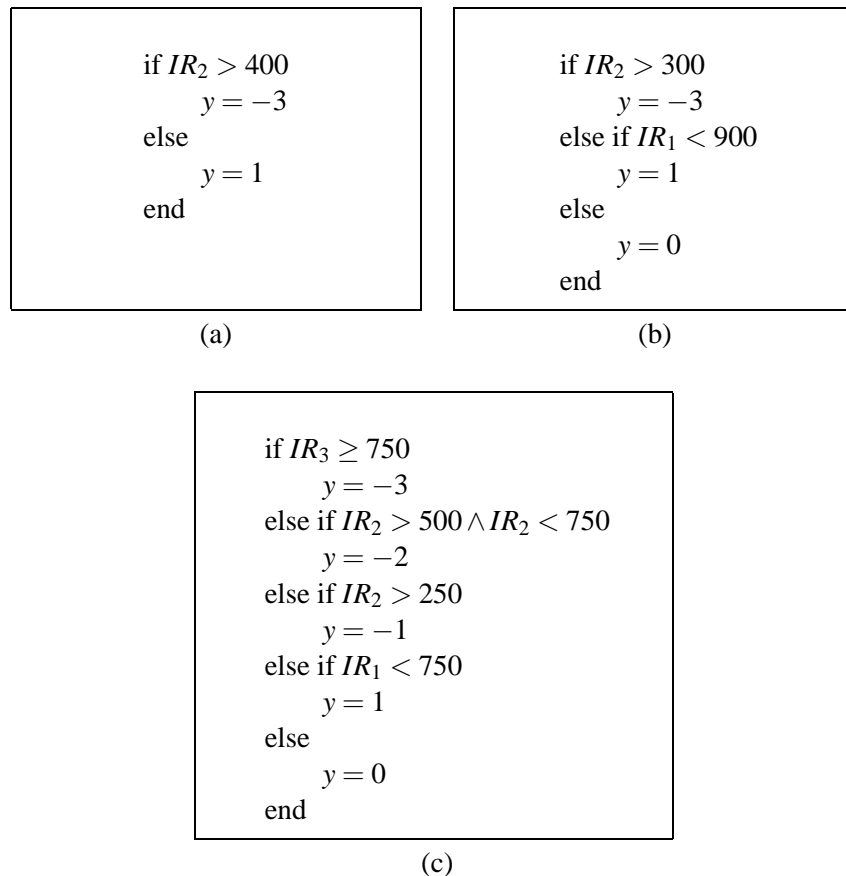 if IR₂ > 400
y = −3
else
y = 1
end
(a)
if IR₂ > 300
y = −3
else if IR₁ < 900
y = 1
else
y = 0
end
(b)
if IR₃ ≥ 750
y = −3
else if IR₂ > 500 ∧ IR₂ < 750
y = −2
else if IR₂ > 250
y = −1
else if IR₁ < 750
y = 1
else
y = 0
end
(c)